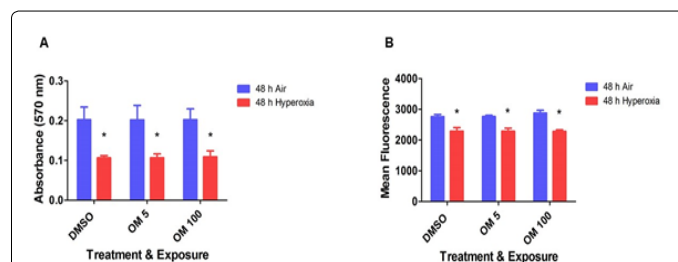 A
Absorbance (570 nm)
0.3
0.2
0.1
0.0
* * *
DMSO
OM 5
OM 100
Treatment & Exposure
48 h Air
48 h Hyperoxia
B
Mean Fluorescence
4000
3000
2000
1000
0
* * *
DMSO
OM 5
OM 100
Treatment & Exposure
48 h Air
48 h Hyperoxia